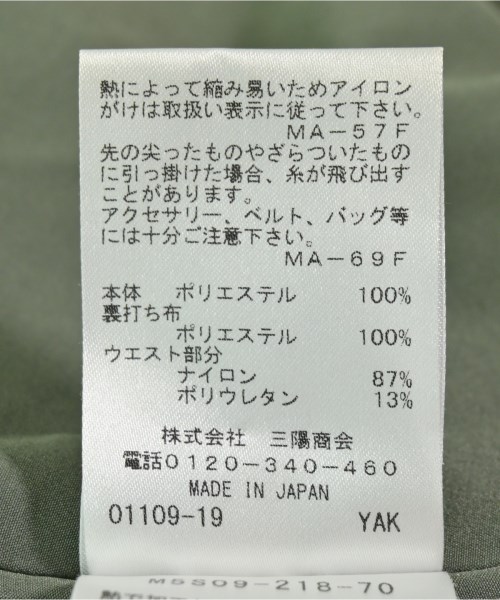 熱によって縮み易いためアイロン
がけは取扱い表示に従って下さい。
MA－57F
先の尖ったものやざらついたもの
に引っ掛けた場合、糸が飛び出す
ことがあります。
アクセサリー、ベルト、バッグ等
には十分ご注意下さい。
MA－69F
本体　ポリエステル　100%
裏打ち布
ポリエステル　100%
ウエスト部分
ナイロン　87%
ポリウレタン　13%
株式会社　三陽商会
電話0120－340－460
MADE IN JAPAN
01109-19　YAK
M5S09-218-70